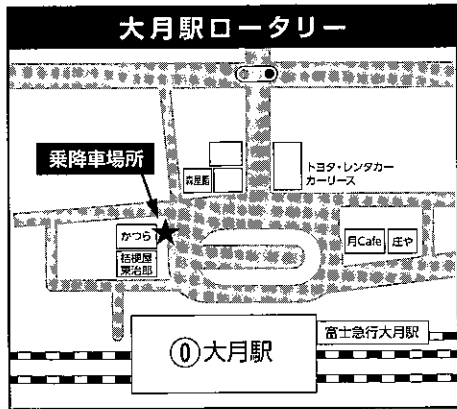 大月駅ロータリー
乗降車場所
森屋館
トヨタ・レンタカー
カーリース
かつら
桔梗屋
東治郎
月Cafe
庄や
富士急行大月駅
0 大月駅